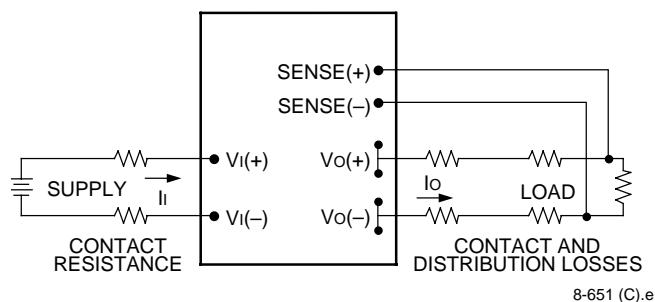 SENSE(+)
SENSE(–)
SUPPLY
II
VI(+)
VI(–)
VO(+)
VO(–)
IO
LOAD
CONTACT
RESISTANCE
CONTACT AND
DISTRIBUTION LOSSES
8-651 (C).e